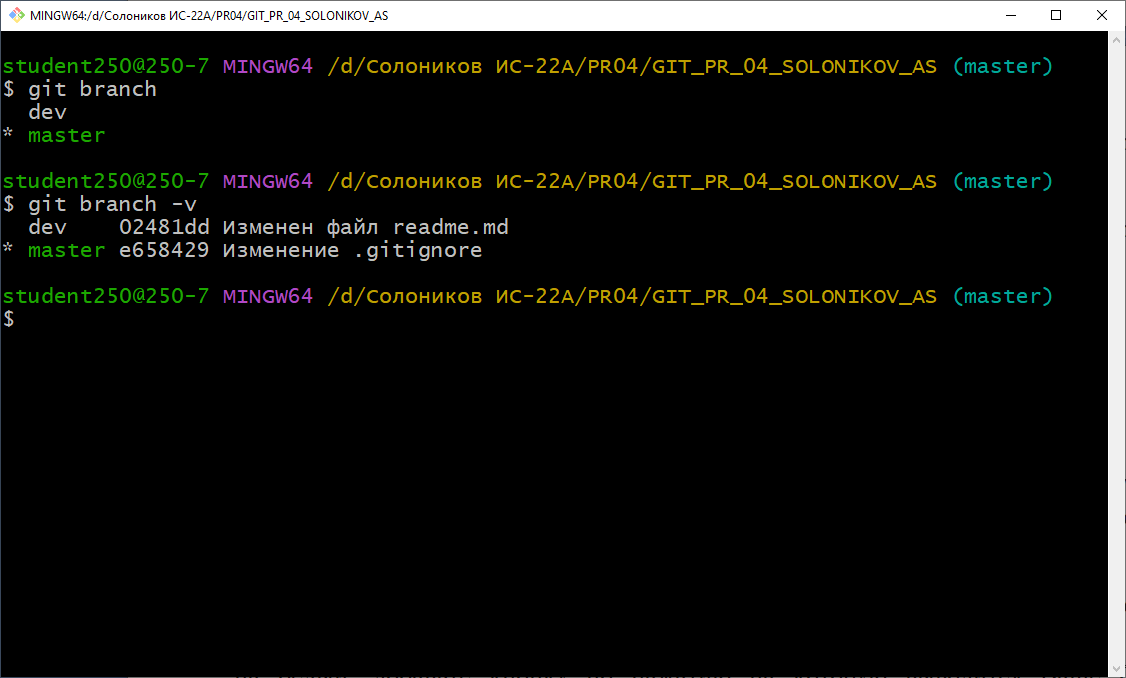 MINGW64:/d/Солоников ИС-22А/PR04/GIT_PR_04_SOLONIKOV_AS
student250@250-7 MINGW64 /d/Солоников ИС-22А/PR04/GIT_PR_04_SOLONIKOV_AS (master)
$ git branch
  dev
* master
student250@250-7 MINGW64 /d/Солоников ИС-22А/PR04/GIT_PR_04_SOLONIKOV_AS (master)
$ git branch -v
  dev    02481dd Изменен файл readme.md
* master e658429 Изменение .gitignore
student250@250-7 MINGW64 /d/Солоников ИС-22А/PR04/GIT_PR_04_SOLONIKOV_AS (master)
$